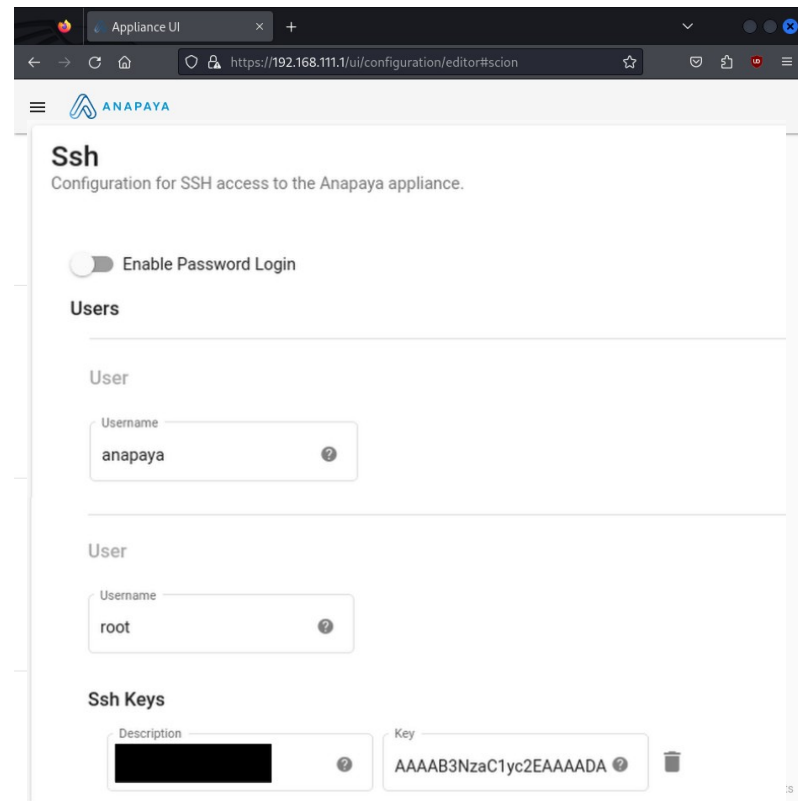 Appliance UI
https://192.168.111.1/ui/configuration/editor#scion
ANAPAYA
Ssh
Configuration for SSH access to the Anapaya appliance.
Enable Password Login
Users
User
Username
anapaya
User
Username
root
Ssh Keys
Description
Key
AAAAB3NzaC1yc2EAAAADA